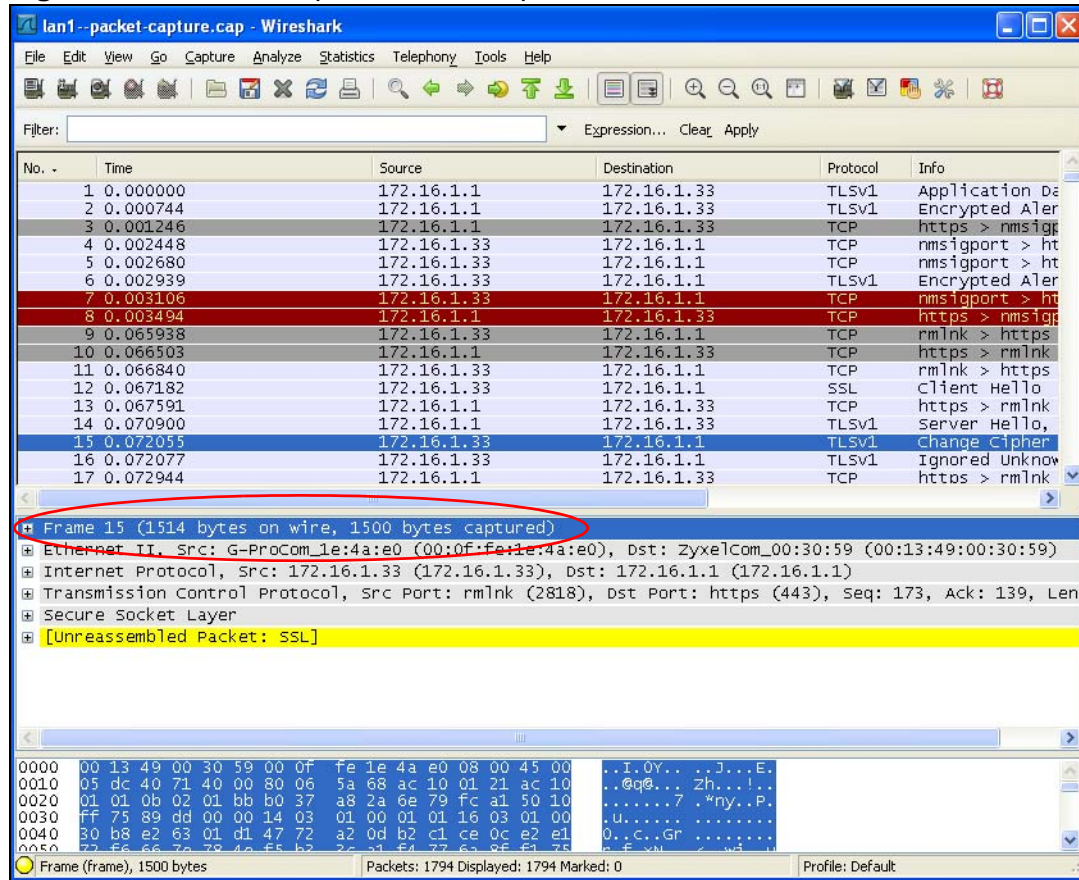 lan1--packet-capture.cap - Wireshark
File Edit View Go Capture Analyze Statistics Telephony Tools Help
Filter: Expression... Clear Apply
No. - Time Source Destination Protocol Info
1 0.000000 172.16.1.1 172.16.1.33 TLSv1 Application Da
2 0.000744 172.16.1.1 172.16.1.33 TLSv1 Encrypted Aler
3 0.001246 172.16.1.1 172.16.1.33 TCP https > nmsigp
4 0.002448 172.16.1.33 172.16.1.1 TCP nmsigport > ht
5 0.002680 172.16.1.33 172.16.1.1 TCP nmsigport > ht
6 0.002939 172.16.1.33 172.16.1.1 TLSv1 Encrypted Aler
7 0.003106 172.16.1.33 172.16.1.1 TCP nmsigport > ht
8 0.003494 172.16.1.1 172.16.1.33 TCP https > nmsigp
9 0.065938 172.16.1.33 172.16.1.1 TCP rmlnk > https
10 0.066503 172.16.1.1 172.16.1.33 TCP https > rmlnk
11 0.066840 172.16.1.33 172.16.1.1 TCP rmlnk > https
12 0.067182 172.16.1.33 172.16.1.1 SSL Client Hello
13 0.067591 172.16.1.1 172.16.1.33 TCP https > rmlnk
14 0.070900 172.16.1.1 172.16.1.33 TLSv1 Server Hello,
15 0.072055 172.16.1.33 172.16.1.1 TLSv1 Change Cipher
16 0.072077 172.16.1.33 172.16.1.1 TLSv1 Ignored Unknow
17 0.072944 172.16.1.1 172.16.1.33 TCP https > rmlnk
Frame 15 (1514 bytes on wire, 1500 bytes captured)
Ethernet II, Src: G-ProCom_1e:4a:e0 (00:0f:fe:1e:4a:e0), Dst: ZyxelCom_00:30:59 (00:13:49:00:30:59)
Internet Protocol, Src: 172.16.1.33 (172.16.1.33), Dst: 172.16.1.1 (172.16.1.1)
Transmission Control Protocol, Src Port: rmlnk (2818), Dst Port: https (443), Seq: 173, Ack: 139, Len
Secure Socket Layer
[Unreassembled Packet: SSL]
0000 00 13 49 00 30 59 00 0f fe 1e 4a e0 08 00 45 00 ..I.0Y.. ..J...E.
0010 05 dc 40 71 40 00 80 06 5a 68 ac 10 01 21 ac 10 ..@q@... Zh...!..
0020 01 01 0b 02 01 bb b0 37 a8 2a 6e 79 fc a1 50 10 .......7 .*ny..P.
0030 ff 75 89 dd 00 00 14 03 01 00 01 01 16 03 01 00 .u...... ........
0040 30 b8 e2 63 01 d1 47 72 a2 0d b2 c1 ce 0c e2 e1 0..c..Gr ........
0050
Frame (frame), 1500 bytes Packets: 1794 Displayed: 1794 Marked: 0 Profile: Default